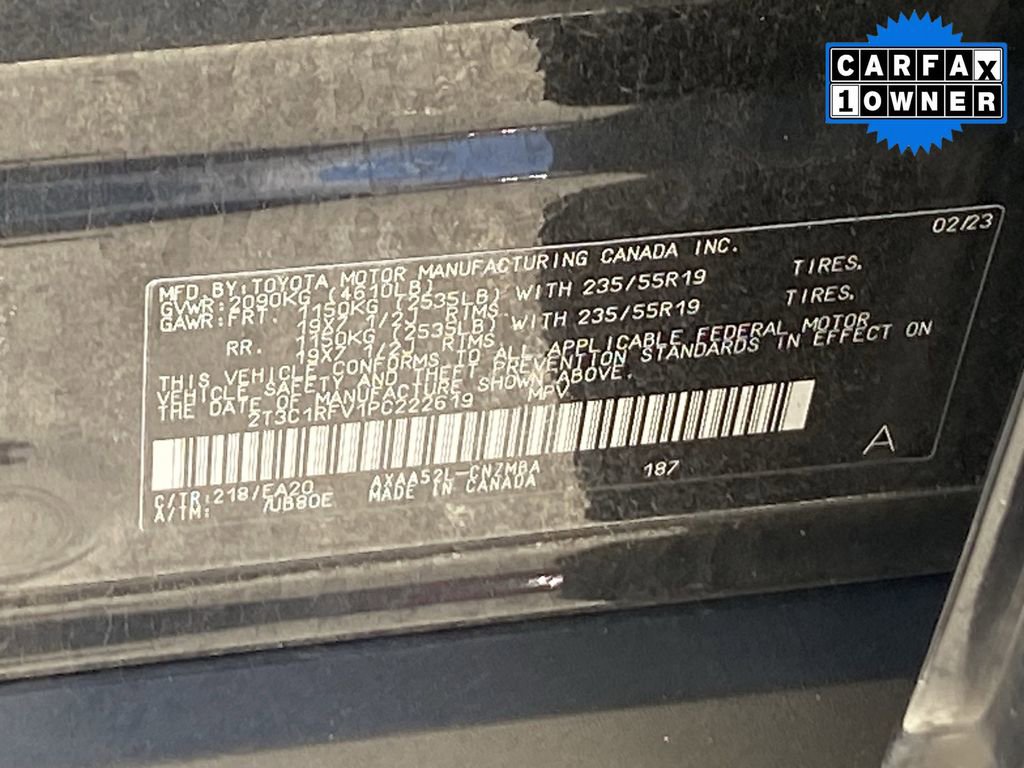 CARFAX
1 OWNER
02/23
MFD. BY: TOYOTA MOTOR MANUFACTURING CANADA INC.
GVWR: 2090KG (4610LB)
GAWR: FRT. 1150KG (2535LB) WITH 235/55R19 TIRES.
19X7 1/2J RIMS.
RR. 1150KG (2535LB) WITH 235/55R19 TIRES.
19X7 1/2J RIMS.
THIS VEHICLE CONFORMS TO ALL APPLICABLE FEDERAL MOTOR
VEHICLE SAFETY AND THEFT PREVENTION STANDARDS IN EFFECT ON
THE DATE OF MANUFACTURE SHOWN ABOVE.
2T3C1RFV1PC222619 MPV
A
C/TR: 218/EA20 AXAA52L-CNZMBA 187
A/TM: /UB80E MADE IN CANADA